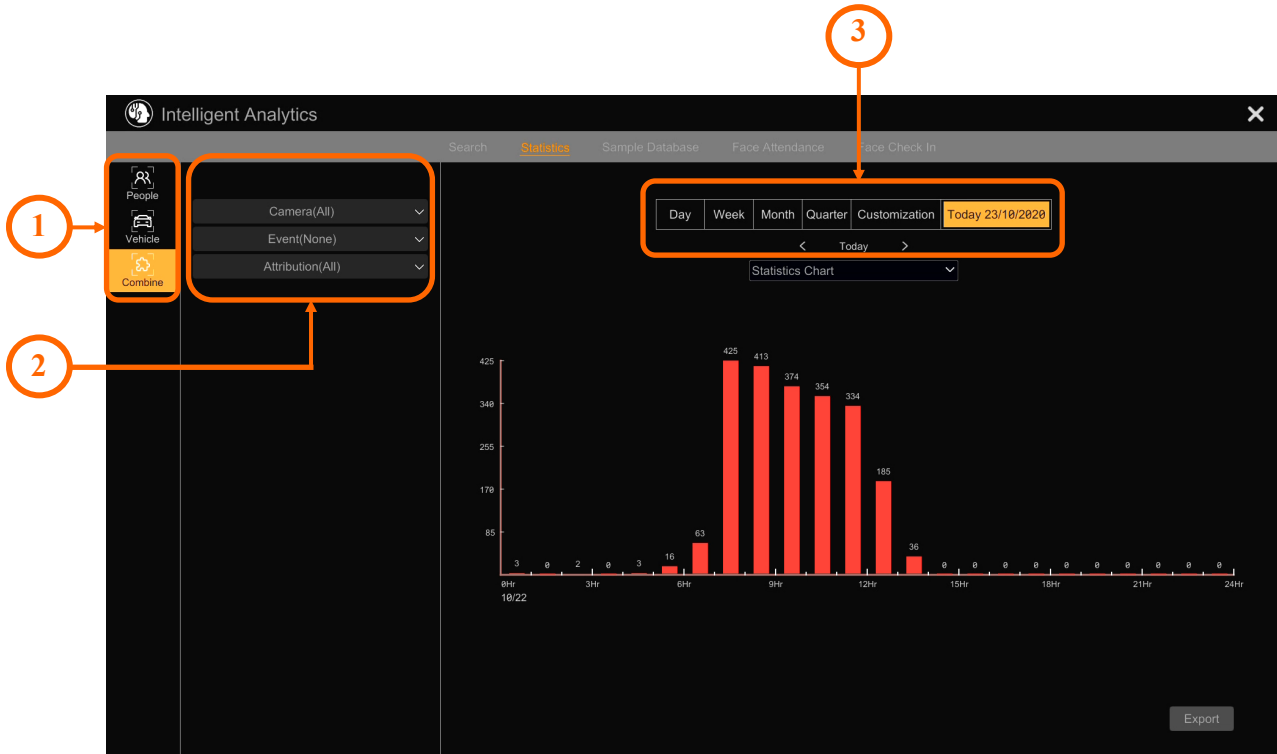 3
Intelligent Analytics
Search Statistics Sample Database Face Attendance Face Check In
1
People
Vehicle
Combine
Camera(All)
Event(None)
Attribution(All)
Day Week Month Quarter Customization Today 23/10/2020
< Today >
Statistics Chart
2
425
340
255
170
85
3 0 2 0 3 16 63 425 413 374 354 334 185 36 0 0 0 0 0 0 0 0 0 0
0Hr 3Hr 6Hr 9Hr 12Hr 15Hr 18Hr 21Hr 24Hr
10/22
Export